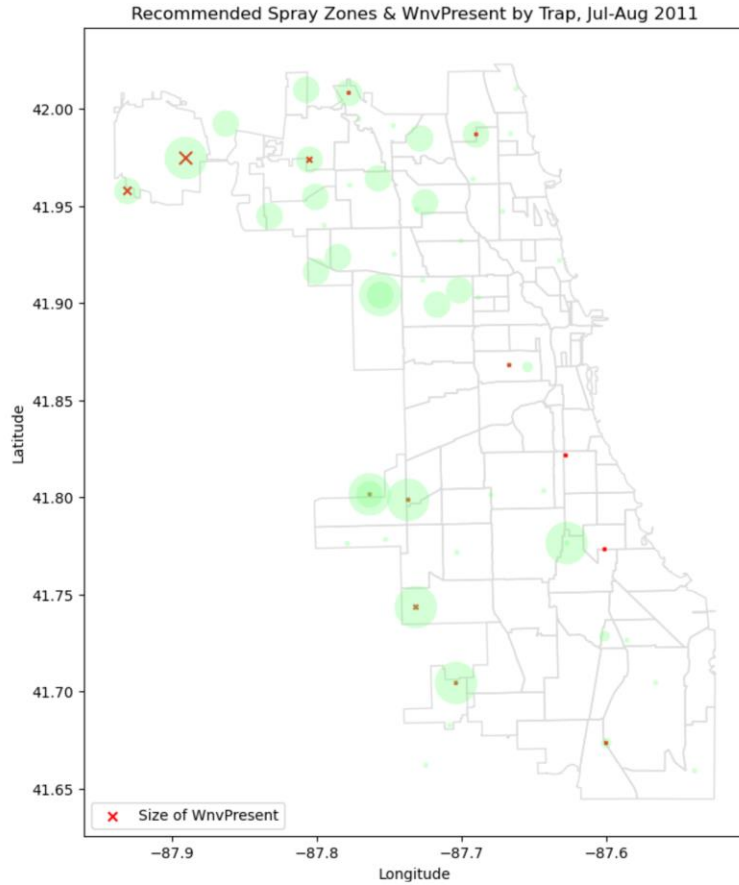 Recommended Spray Zones & WnvPresent by Trap, Jul-Aug 2011
42.00
41.95
41.90
41.85
Latitude
41.80
41.75
41.70
41.65
Size of WnvPresent
−87.9 −87.8 −87.7 −87.6
Longitude